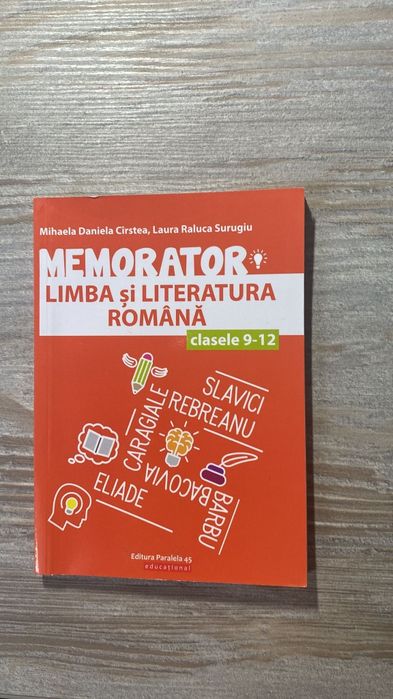 Mihaela Daniela Cirstea, Laura Raluca Surugiu
MEMORATOR
LIMBA și LITERATURA
ROMÂNĂ
clasele 9-12
SLAVICI
REBREANU
CARAGIALE
BACOVIA
BARBU
ELIADE
Editura Paralela 45
educațional